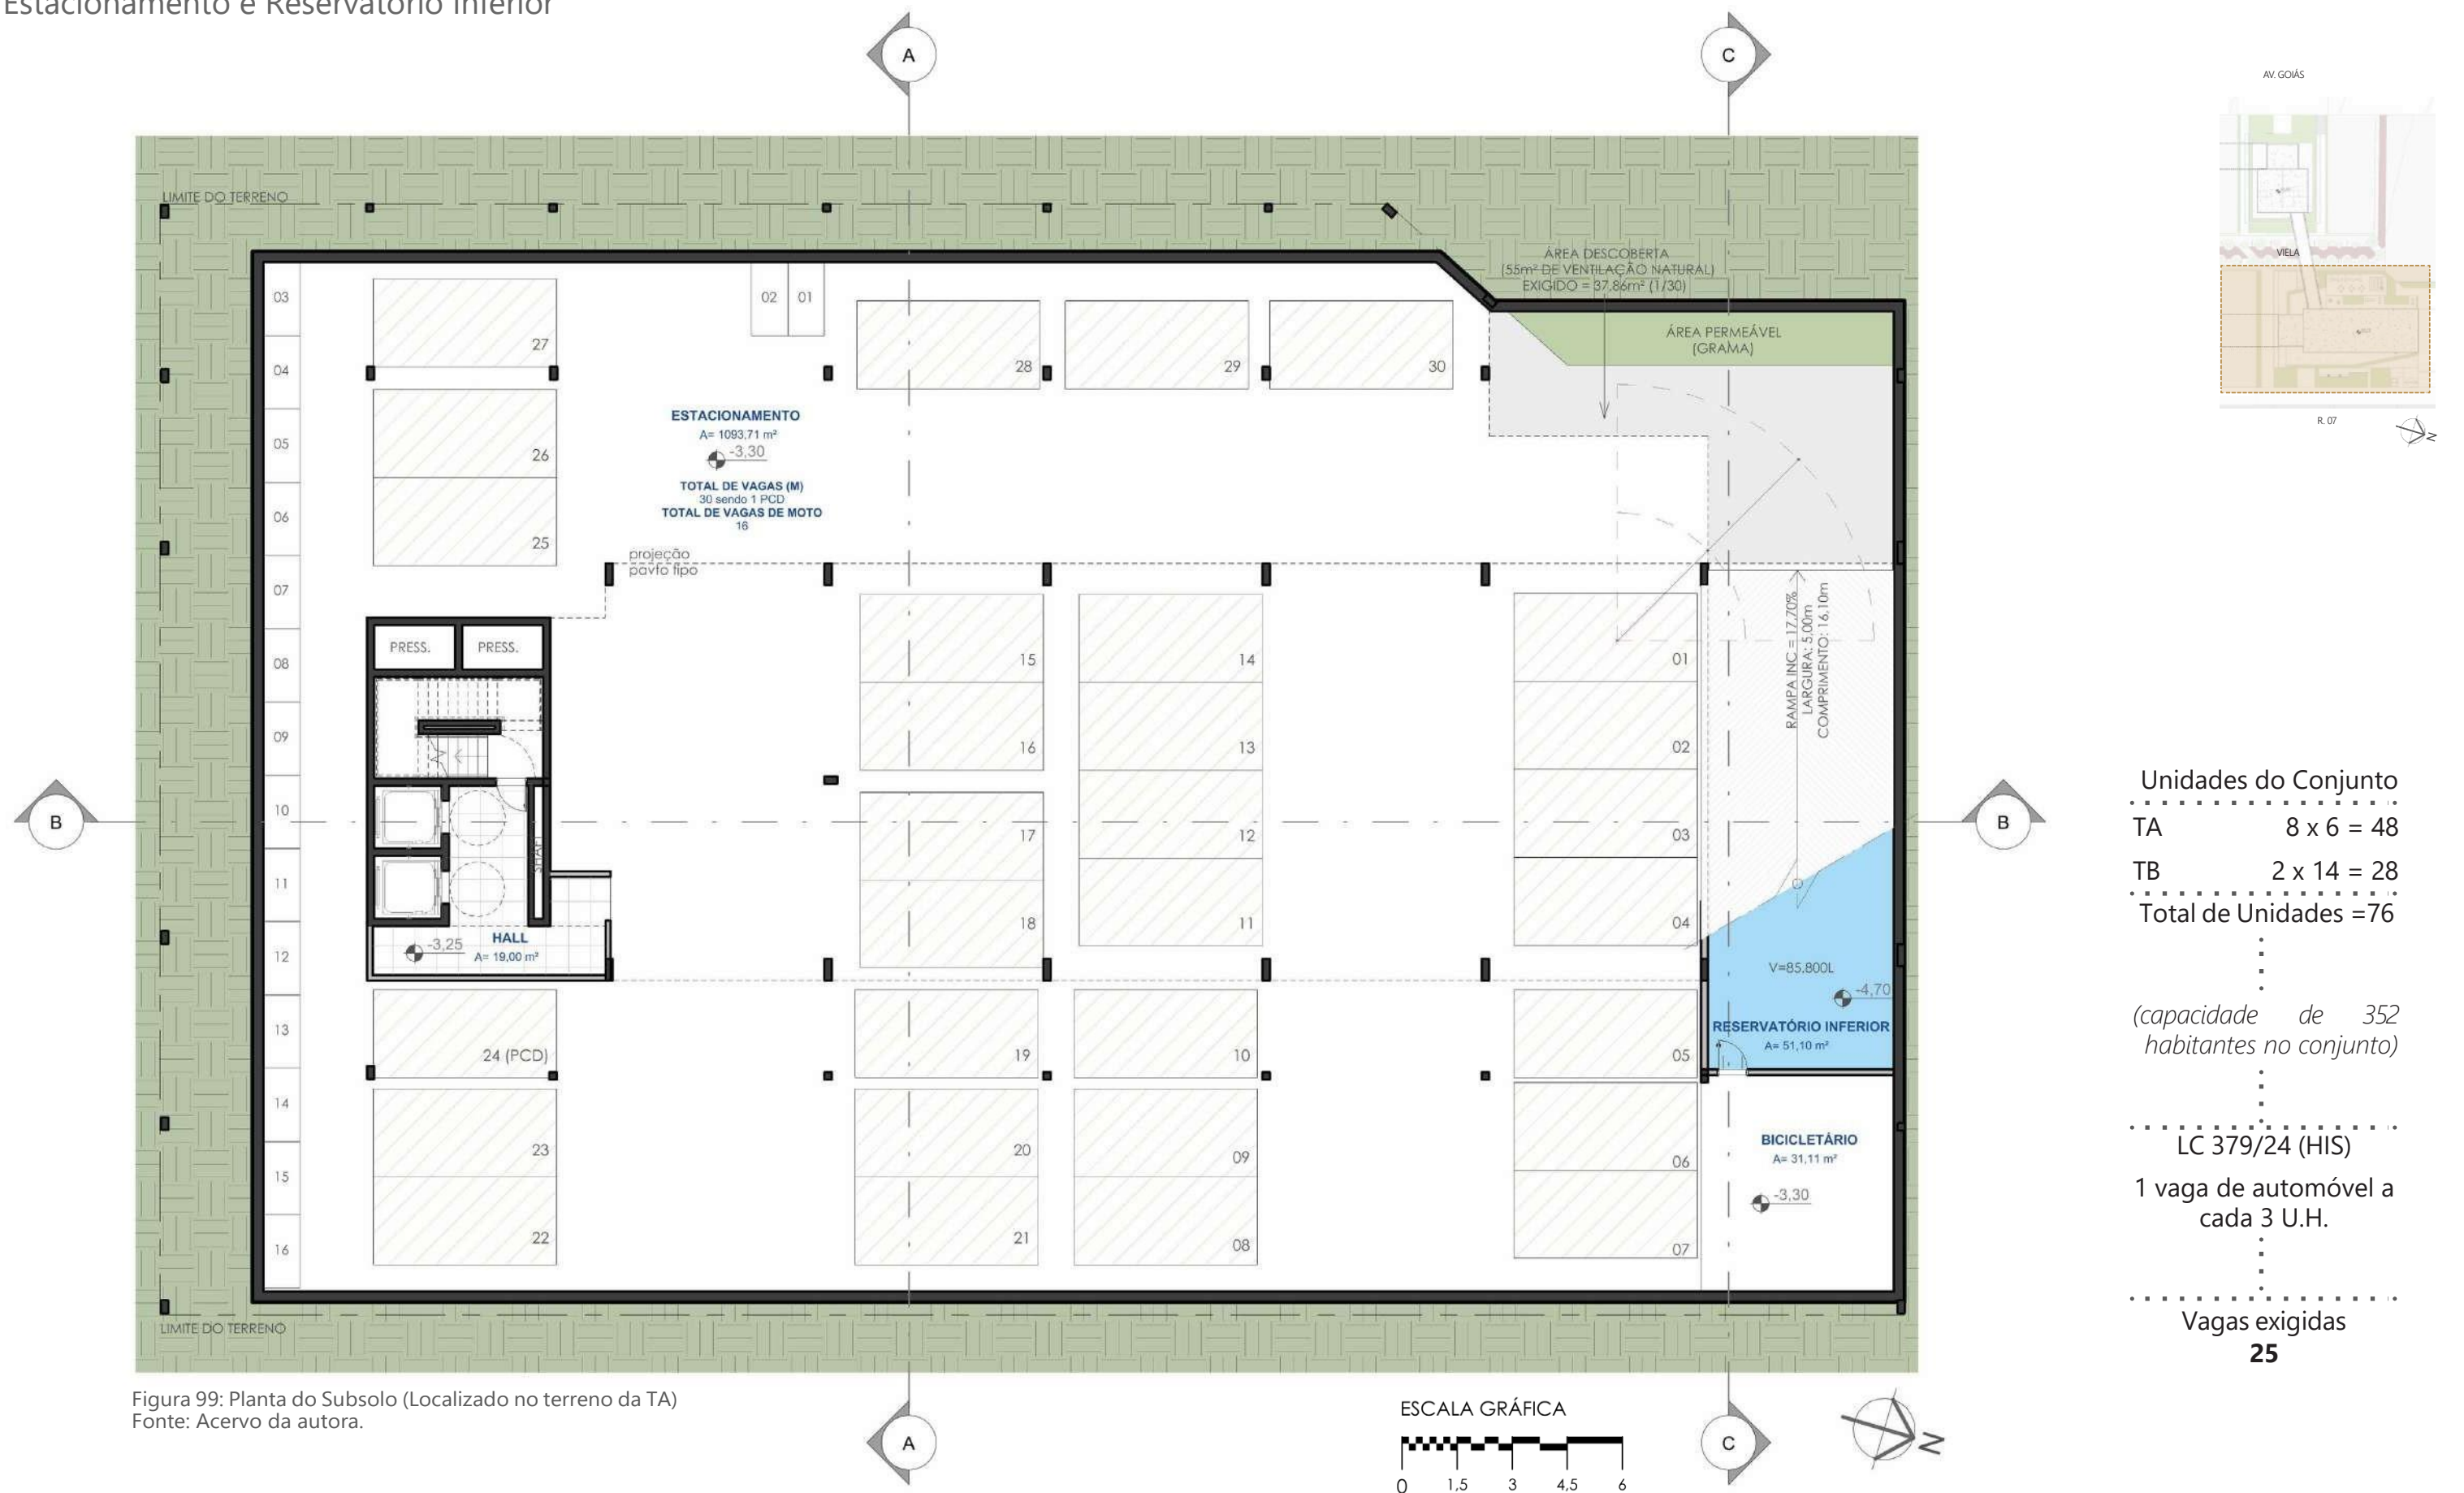 Estacionamento e Reservatório Inferior
A
C
AV. GOIÁS
VIELA
R. 07
N
LIMITE DO TERRENO
ÁREA DESCOBERTA
(55m² DE VENTILAÇÃO NATURAL)
EXIGIDO = 37,86m² (1/30)
ÁREA PERMEÁVEL
(GRAMA)
03
04
05
06
07
08
09
10
11
12
13
14
15
16
27
26
25
02 01
28
29
30
ESTACIONAMENTO
A= 1093,71 m²
-3,30
TOTAL DE VAGAS (M)
30 sendo 1 PCD
TOTAL DE VAGAS DE MOTO
16
projeção
pavto tipo
PRESS.
PRESS.
SHAFT
-3,25
HALL
A= 19,00 m²
15
16
17
18
14
13
12
11
01
02
03
04
RAMPA INC = 17,70%
LARGURA: 5,00m
COMPRIMENTO: 16,10m
B
B
V=85.800L
-4,70
RESERVATÓRIO INFERIOR
A= 51,10 m²
24 (PCD)
23
22
19
20
21
10
09
08
05
06
07
BICICLETÁRIO
A= 31,11 m²
-3,30
LIMITE DO TERRENO
Unidades do Conjunto
TA 8 x 6 = 48
TB 2 x 14 = 28
Total de Unidades =76
(capacidade de 352
habitantes no conjunto)
LC 379/24 (HIS)
1 vaga de automóvel a
cada 3 U.H.
Vagas exigidas
25
Figura 99: Planta do Subsolo (Localizado no terreno da TA)
Fonte: Acervo da autora.
A
ESCALA GRÁFICA
0 1,5 3 4,5 6
C
N